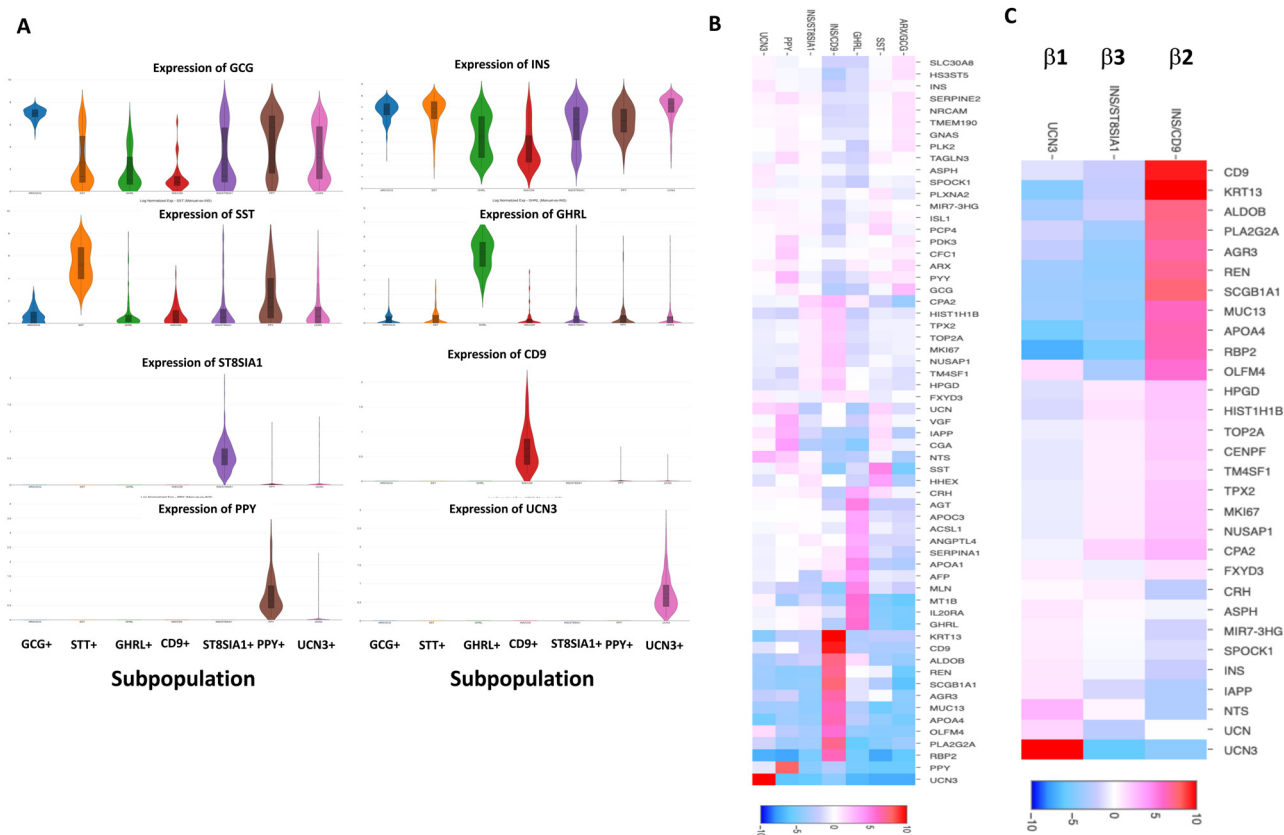 A
Expression of GCG
Expression of INS
Expression of SST
Expression of GHRL
Expression of ST8SIA1
Expression of CD9
Expression of PPY
Expression of UCN3
GCG+ STT+ GHRL+ CD9+ ST8SIA1+ PPY+ UCN3+
Subpopulation
GCG+ STT+ GHRL+ CD9+ ST8SIA1+ PPY+ UCN3+
Subpopulation
B
UCN3
PPY
INS/ST8SIA1
INS/CD9
GHRL
SST
ARX/GCG
SLC30A8
HS3ST5
INS
SERPINE2
NRCAM
TMEM190
GNAS
PLK2
TAGLN3
ASPH
SPOCK1
PLXNA2
MIR7-3HG
ISL1
PCP4
PDK3
CFC1
ARX
PYY
GCG
CPA2
HIST1H1B
TPX2
TOP2A
MKI67
NUSAP1
TM4SF1
HPGD
FXYD3
UCN
VGF
IAPP
CGA
NTS
SST
HHEX
CRH
AGT
APOC3
ACSL1
ANGPTL4
SERPINA1
APOA1
AFP
MLN
MT1B
IL20RA
GHRL
KRT13
CD9
ALDOB
REN
SCGB1A1
AGR3
MUC13
APOA4
OLFM4
PLA2G2A
RBP2
PPY
UCN3
-10 -5 0 5 10
C
β1 β3 β2
UCN3
INS/ST8SIA1
INS/CD9
CD9
KRT13
ALDOB
PLA2G2A
AGR3
REN
SCGB1A1
MUC13
APOA4
RBP2
OLFM4
HPGD
HIST1H1B
TOP2A
CENPF
TM4SF1
TPX2
MKI67
NUSAP1
CPA2
FXYD3
CRH
ASPH
MIR7-3HG
SPOCK1
INS
IAPP
NTS
UCN
UCN3
-10 -5 0 5 10